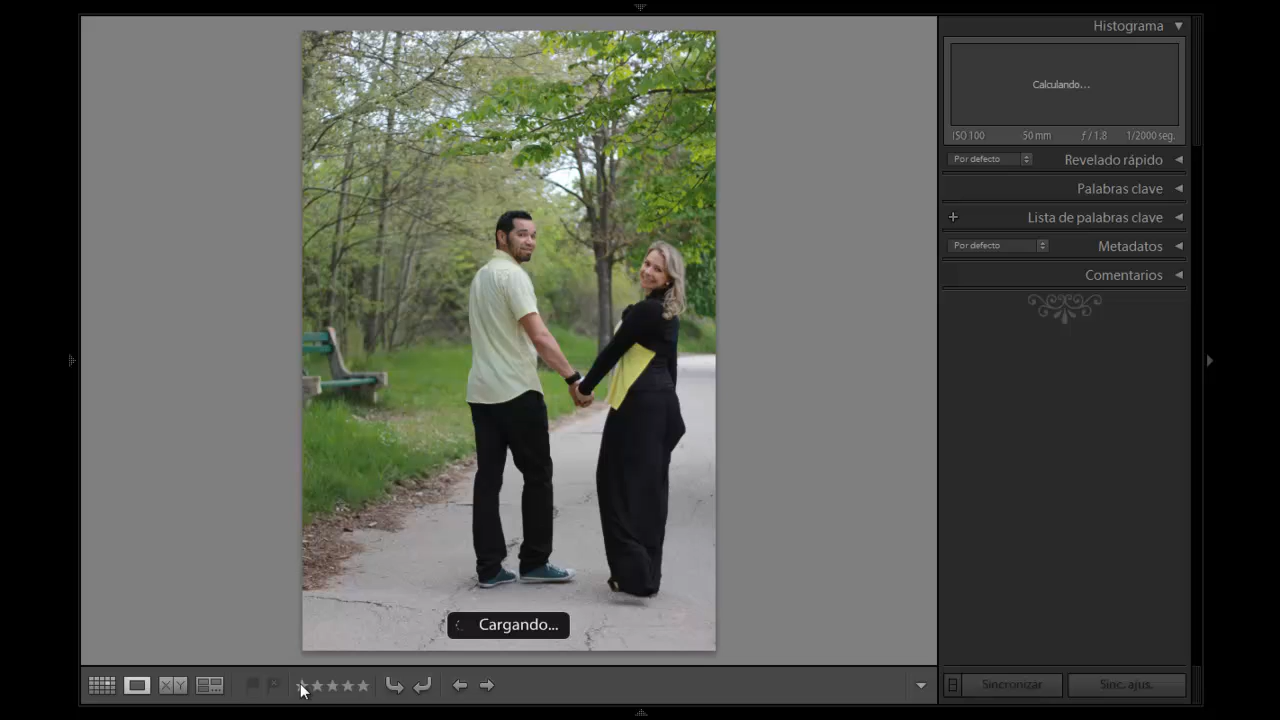 Histograma
Calculando...
ISO 100 50 mm ƒ / 1.8 1/2000 seg.
Por defecto Revelado rápido
Palabras clave
Lista de palabras clave
Por defecto Metadatos
Comentarios
Cargando...
XY
Sincronizar Sinc. ajus.